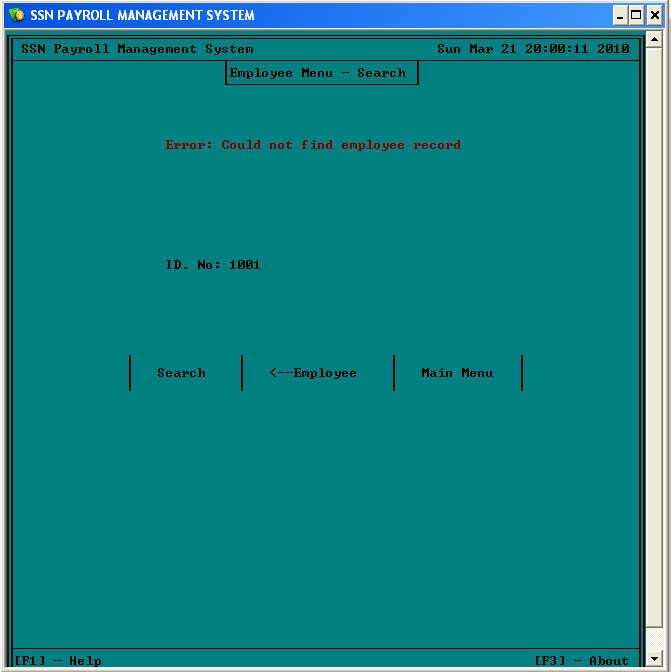 SSN PAYROLL MANAGEMENT SYSTEM
SSN Payroll Management System Sun Mar 21 20:00:11 2010
Employee Menu - Search
Error: Could not find employee record
ID. No: 1001
Search <--Employee Main Menu
[F1] - Help [F3] - About